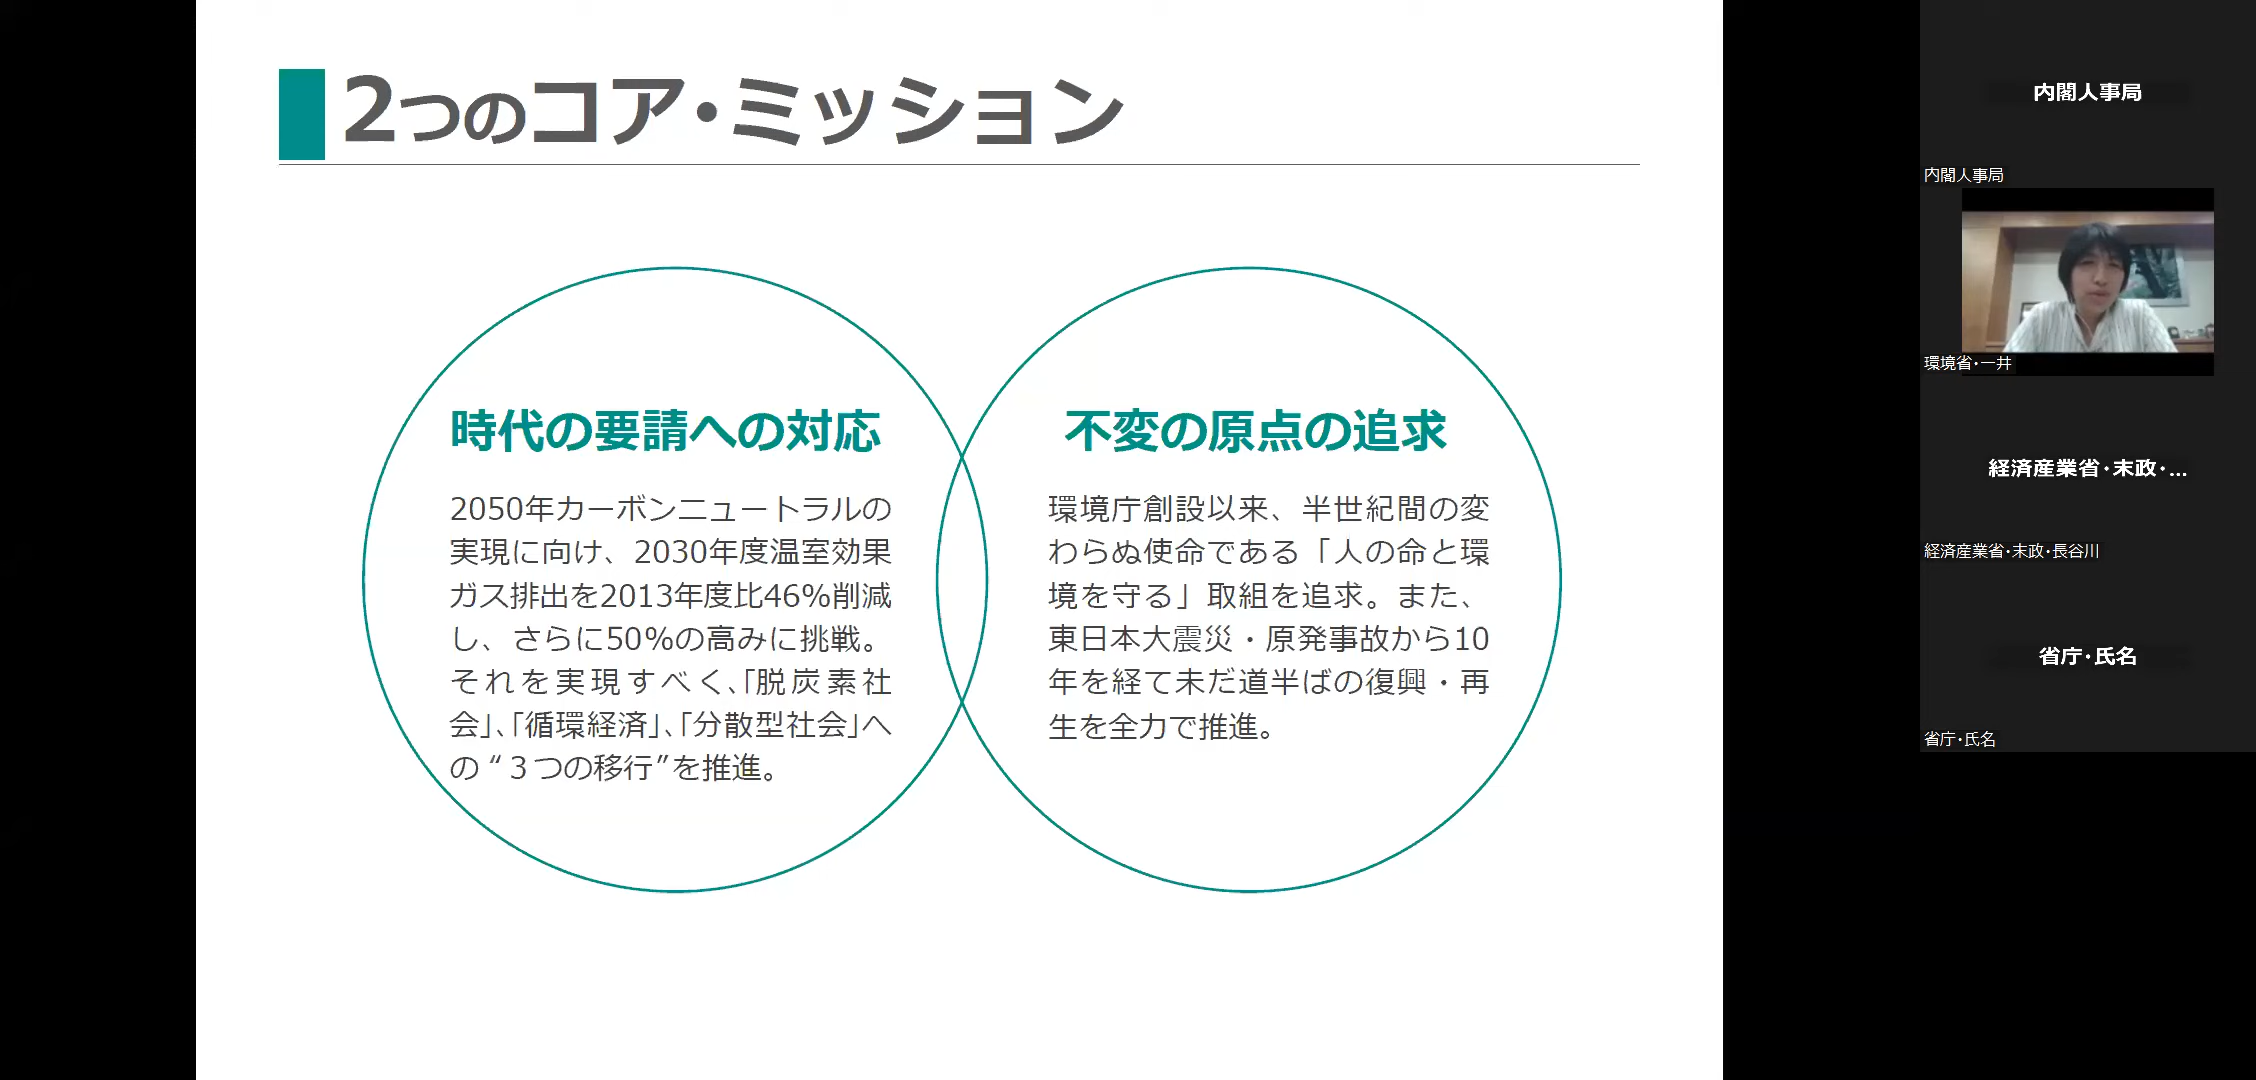 2つのコア・ミッション
時代の要請への対応
2050年カーボンニュートラルの
実現に向け、2030年度温室効果
ガス排出を2013年度比46%削減
し、さらに50%の高みに挑戦。
それを実現すべく、「脱炭素社
会」、「循環経済」、「分散型社会」へ
の“３つの移行”を推進。
不変の原点の追求
環境庁創設以来、半世紀間の変
わらぬ使命である「人の命と環
境を守る」取組を追求。また、
東日本大震災・原発事故から10
年を経て未だ道半ばの復興・再
生を全力で推進。
内閣人事局
内閣人事局
環境省・一井
経済産業省・末政・...
経済産業省・末政・長谷川
省庁・氏名
省庁・氏名